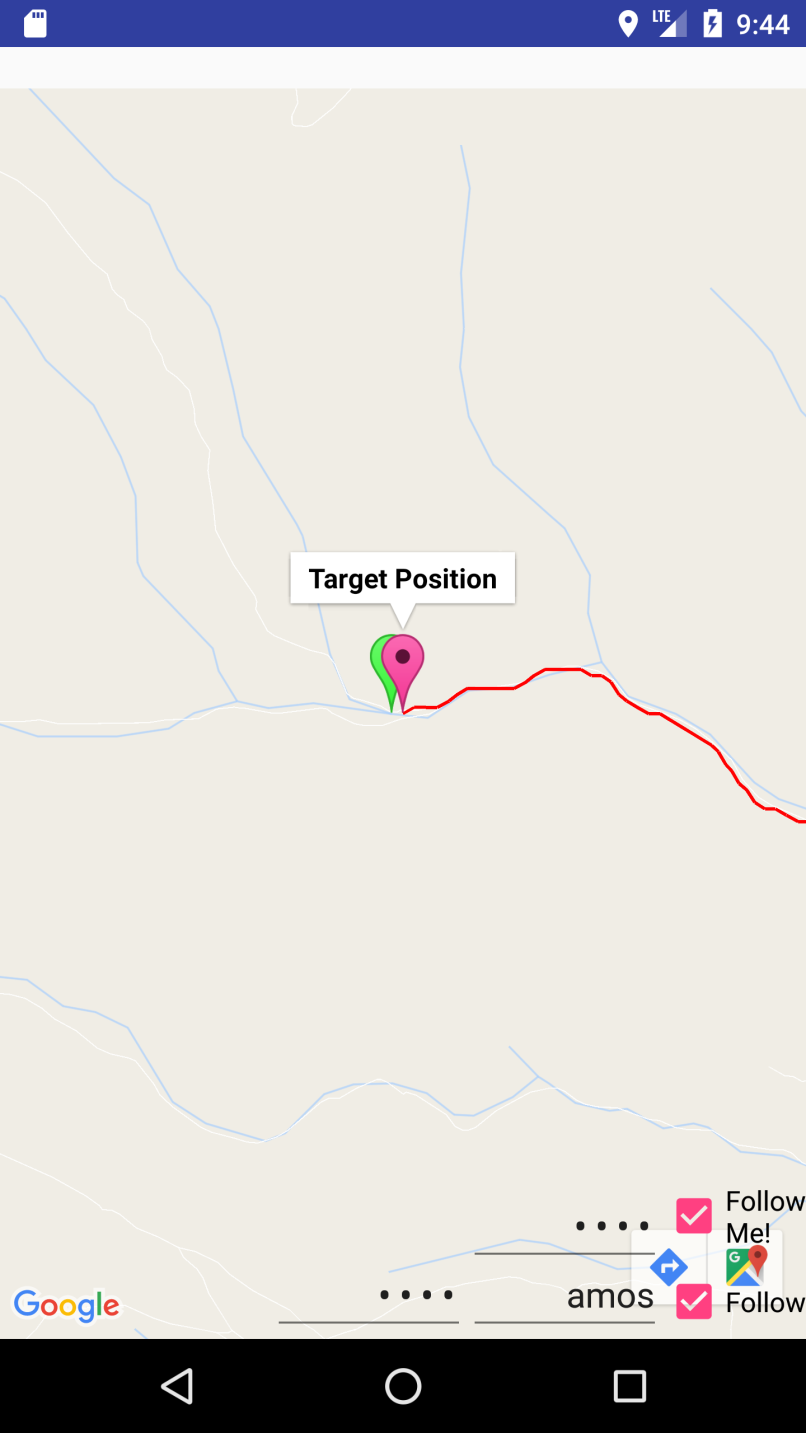 LTE 9:44
Target Position
•••• Follow Me!
G
•••• amos Follow
Google